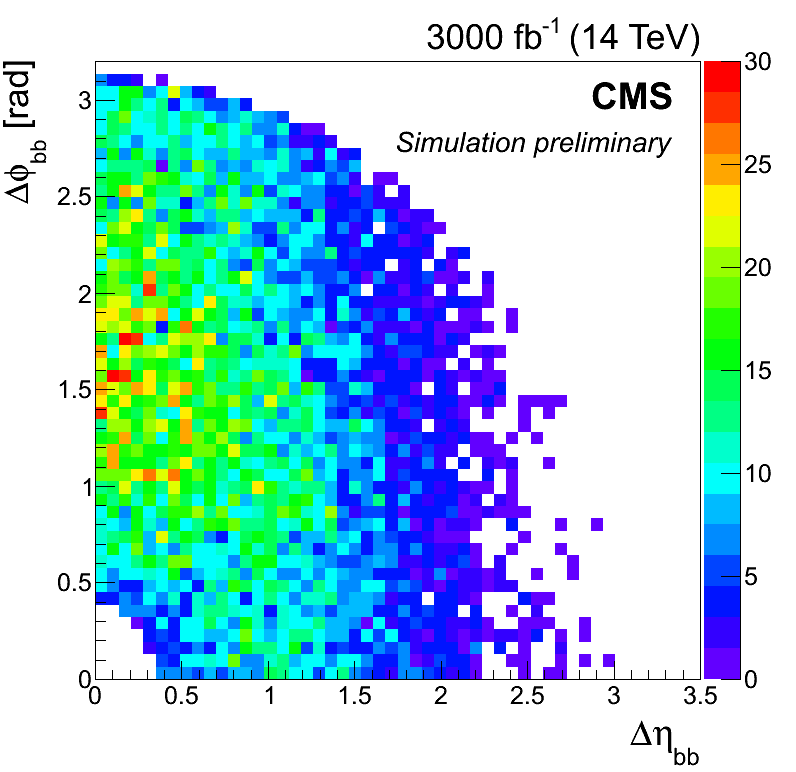 3000 fb-1 (14 TeV)
CMS
Simulation preliminary
Δϕbb [rad]
3
2.5
2
1.5
1
0.5
0
0 0.5 1 1.5 2 2.5 3 3.5
Δηbb
30
25
20
15
10
5
0